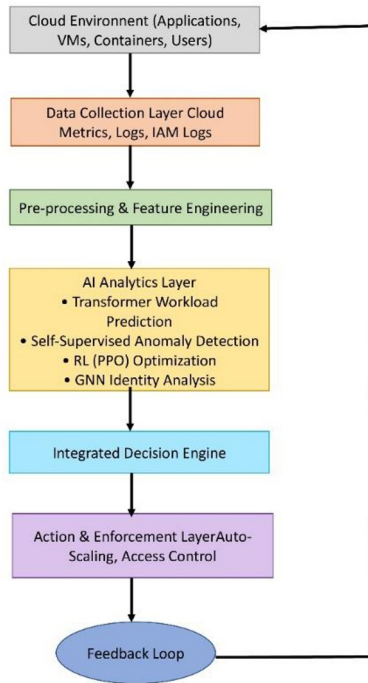 Cloud Environment (Applications,
VMs, Containers, Users)
Data Collection Layer Cloud
Metrics, Logs, IAM Logs
Pre-processing & Feature Engineering
AI Analytics Layer
• Transformer Workload
Prediction
• Self-Supervised Anomaly Detection
• RL (PPO) Optimization
• GNN Identity Analysis
Integrated Decision Engine
Action & Enforcement LayerAuto-
Scaling, Access Control
Feedback Loop